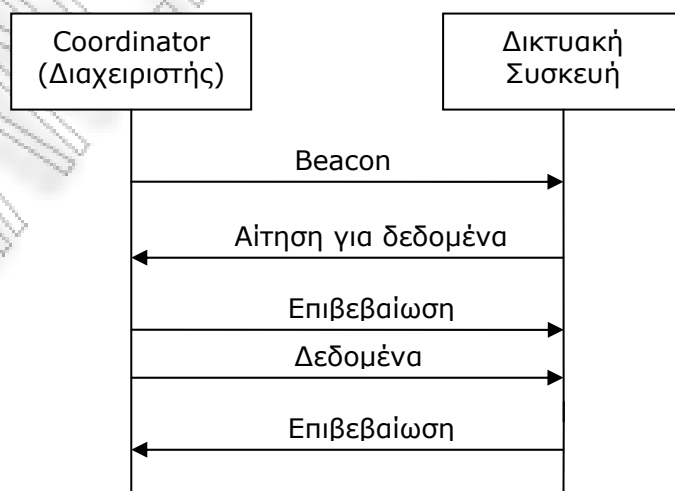 Coordinator
(Διαχειριστής)
Δικτυακή
Συσκευή
Beacon
Αίτηση για δεδομένα
Επιβεβαίωση
Δεδομένα
Επιβεβαίωση